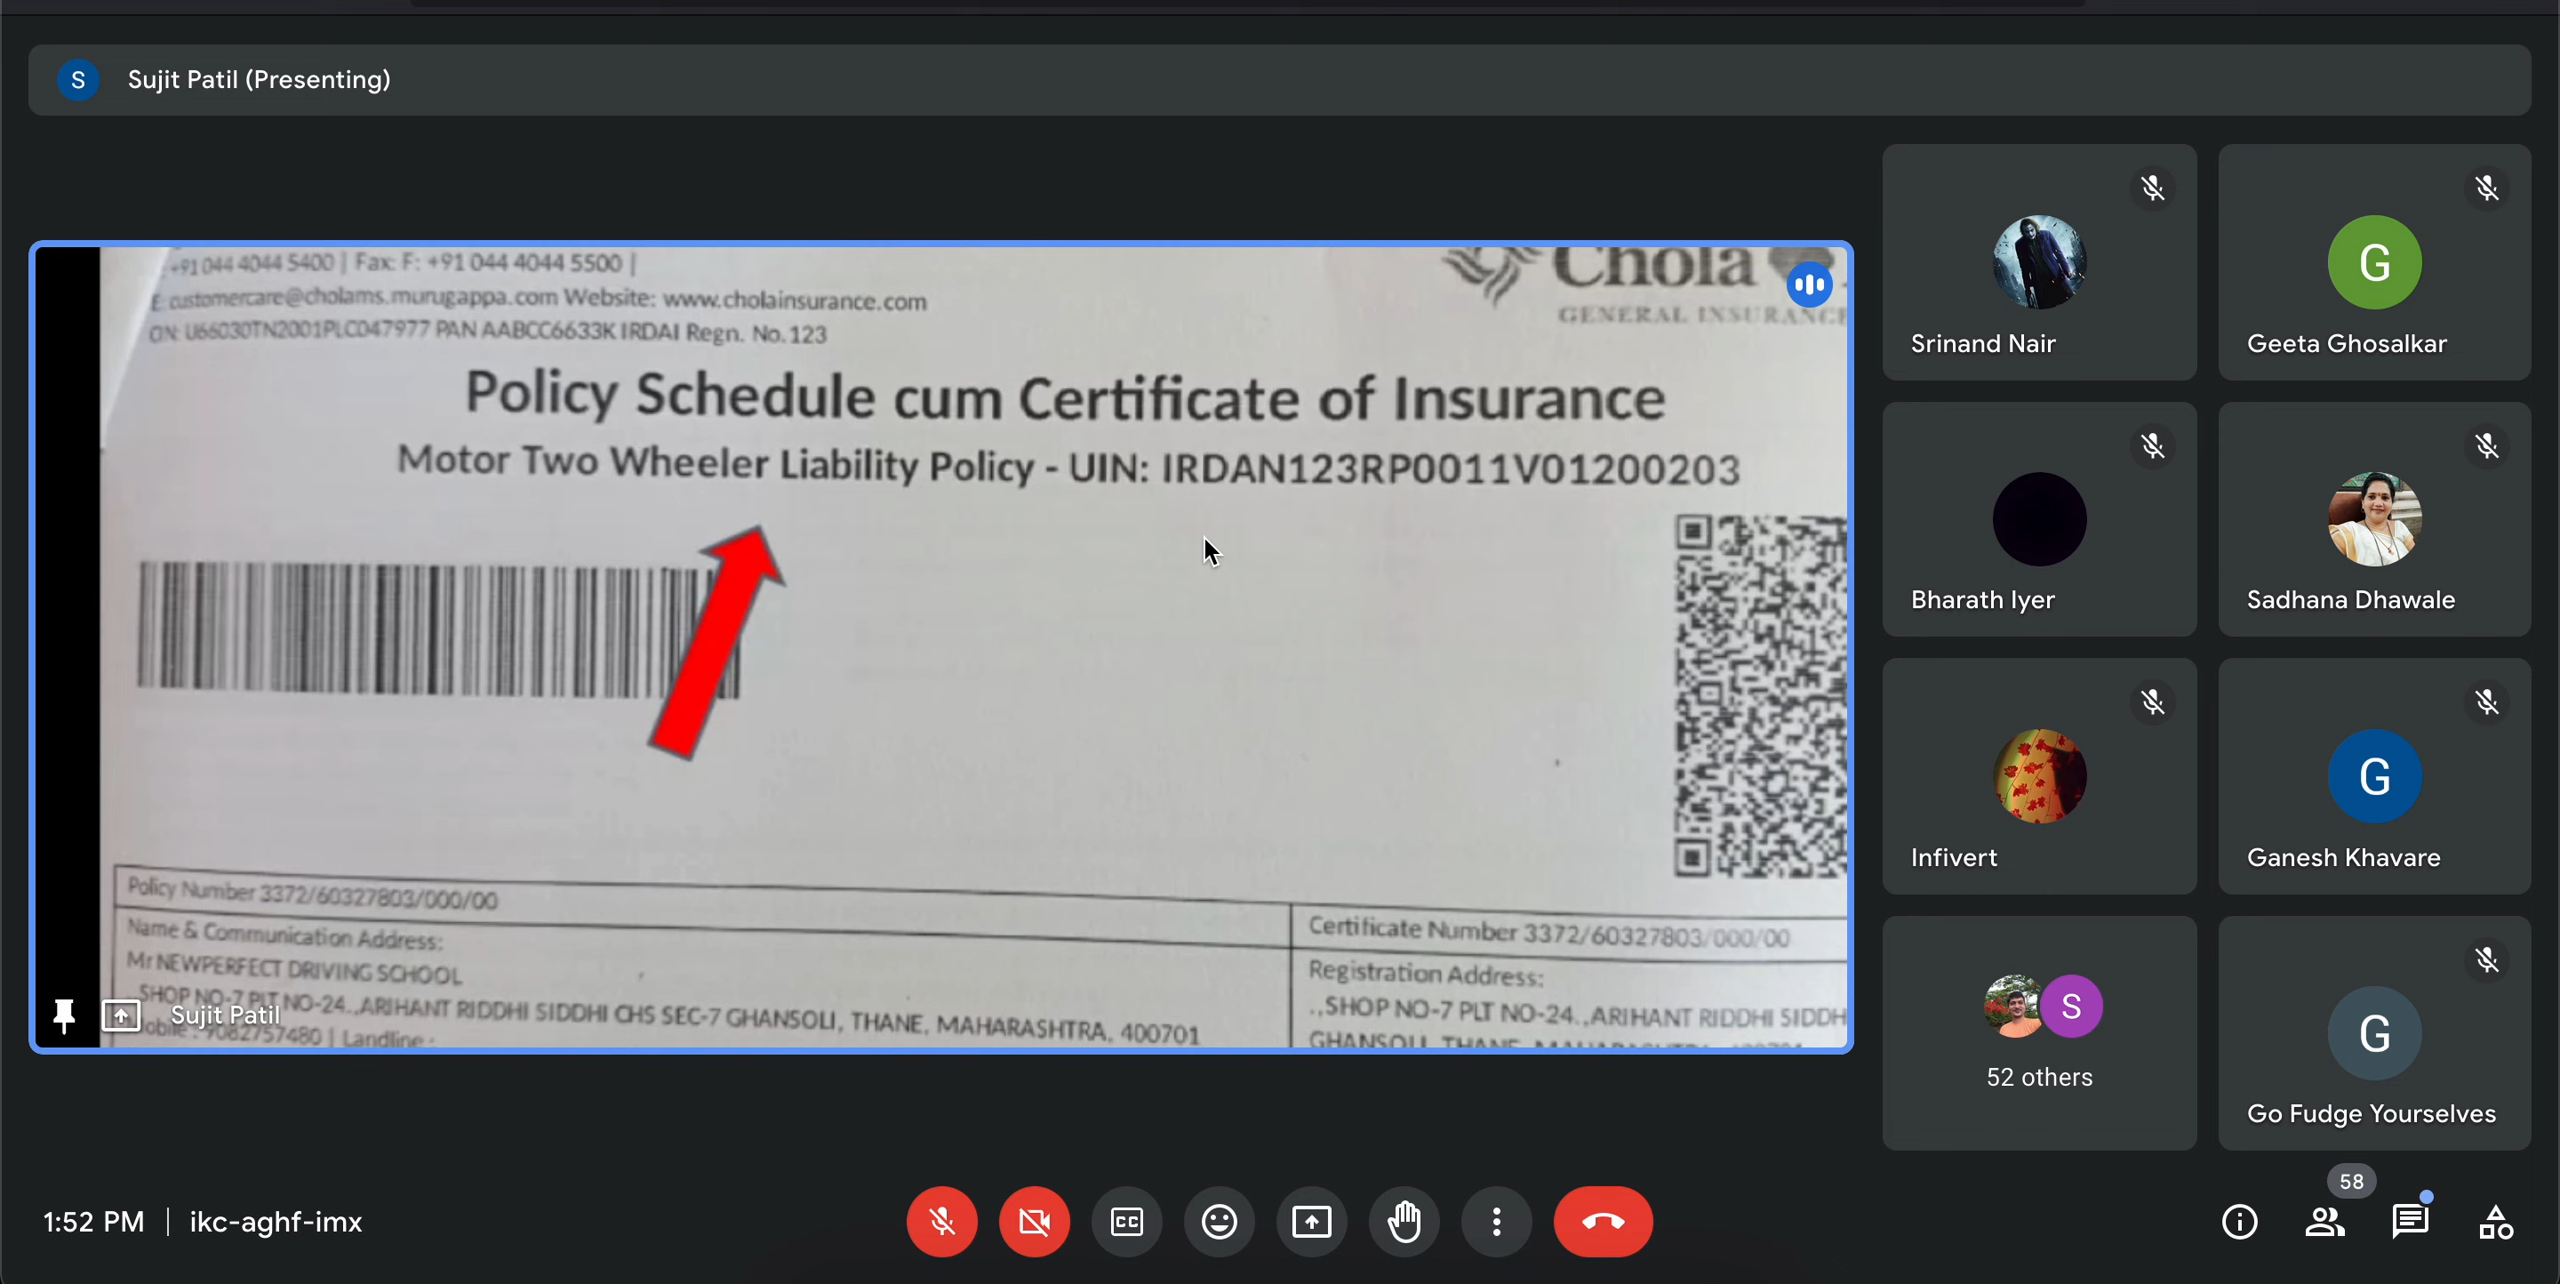 S Sujit Patil (Presenting)
+91 044 4044 5400 | Fax: F: +91 044 4044 5500 |
E: customercare@cholams.murugappa.com Website: www.cholainsurance.com
CIN: U66030TN2001PLC047977 PAN AABCC6633K IRDAI Regn. No. 123
Chola
GENERAL INSURANCE
Policy Schedule cum Certificate of Insurance
Motor Two Wheeler Liability Policy - UIN: IRDAN123RP0011V01200203
Policy Number 3372/60327803/000/00
Certificate Number 3372/60327803/000/00
Name & Communication Address:
Mr NEWPERFECT DRIVING SCHOOL
SHOP NO-7 PLT NO-24.,ARIHANT RIDDHI SIDDHI CHS SEC-7 GHANSOLI, THANE, MAHARASHTRA, 400701
Mobile : 9082757480 | Landline :
Registration Address:
.,SHOP NO-7 PLT NO-24.,ARIHANT RIDDHI SIDDH
GHANSOLI, THANE,
Sujit Patil
Srinand Nair
G
Geeta Ghosalkar
Bharath Iyer
Sadhana Dhawale
Infivert
G
Ganesh Khavare
S
52 others
G
Go Fudge Yourselves
1:52 PM | ikc-aghf-imx
CC
58